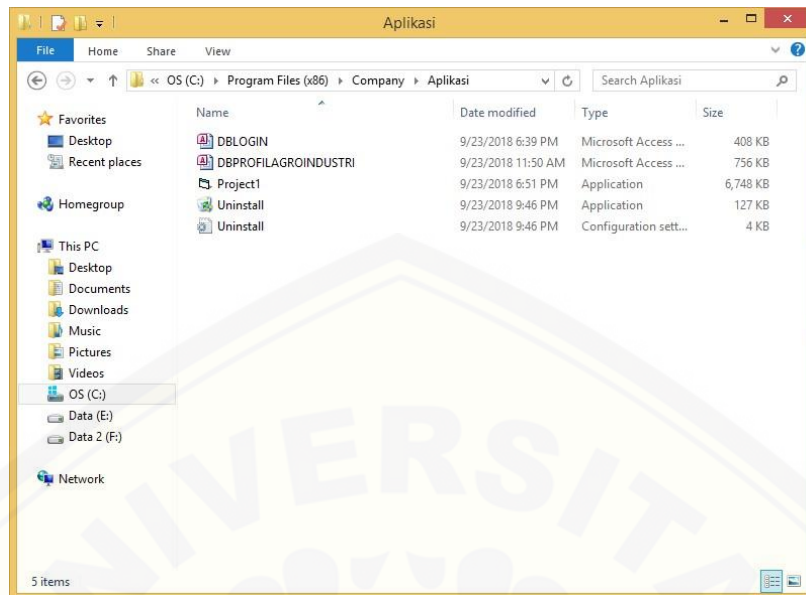 Aplikasi
File Home Share View
« OS (C:) Program Files (x86) Company Aplikasi Search Aplikasi
Favorites
Desktop
Recent places
Homegroup
This PC
Desktop
Documents
Downloads
Music
Pictures
Videos
OS (C:)
Data (E:)
Data 2 (F:)
Network
Name Date modified Type Size
DBLOGIN 9/23/2018 6:39 PM Microsoft Access ... 408 KB
DBPROFILAGROINDUSTRI 9/23/2018 11:50 AM Microsoft Access ... 756 KB
Project1 9/23/2018 6:51 PM Application 6,748 KB
Uninstall 9/23/2018 9:46 PM Application 127 KB
Uninstall 9/23/2018 9:46 PM Configuration sett... 4 KB
NIVERSITA
5 items